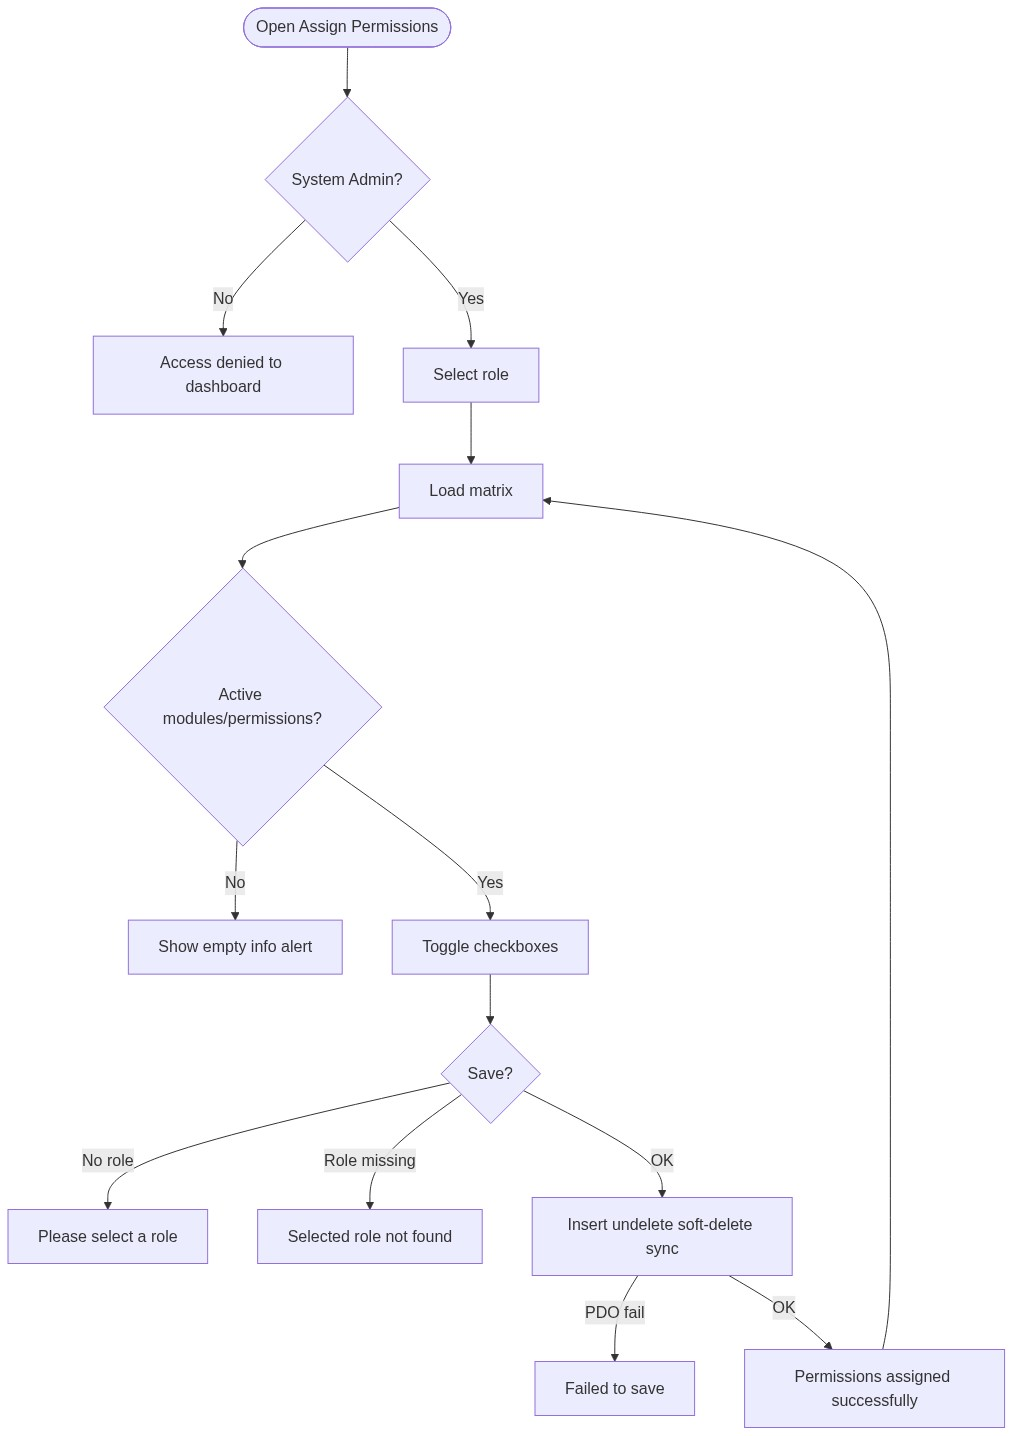 Open Assign Permissions
System Admin?
No
Yes
Access denied to
dashboard
Select role
Load matrix
Active
modules/permissions?
No
Yes
Show empty info alert
Toggle checkboxes
Save?
No role
Role missing
OK
Please select a role
Selected role not found
Insert undelete soft-delete
sync
PDO fail
OK
Failed to save
Permissions assigned
successfully